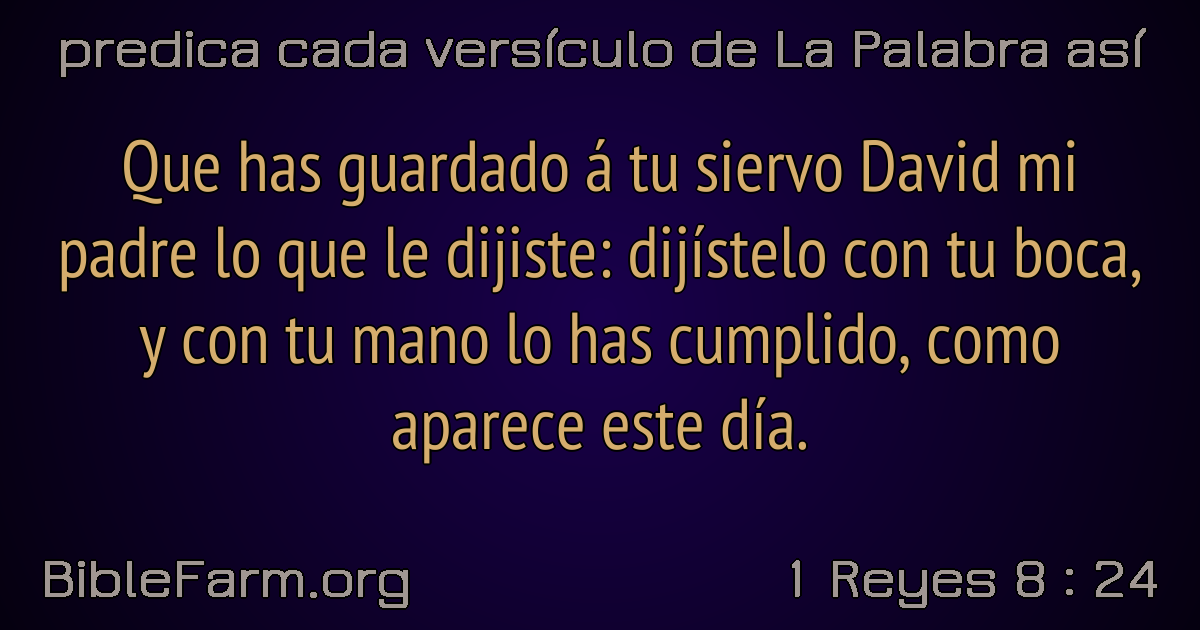 predica cada versículo de La Palabra así
Que has guardado á tu siervo David mi
padre lo que le dijiste: dijístelo con tu boca,
y con tu mano lo has cumplido, como
aparece este día.
BibleFarm.org
1 Reyes 8 : 24